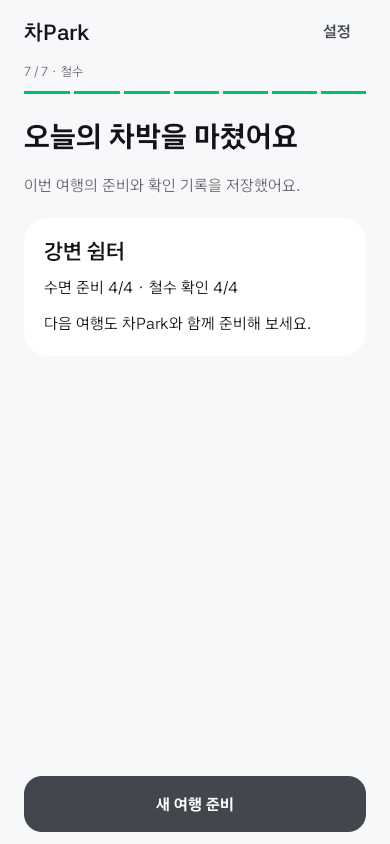 차Park
설정
7 / 7 · 철수
오늘의 차박을 마쳤어요
이번 여행의 준비와 확인 기록을 저장했어요.
강변 쉼터
수면 준비 4/4 · 철수 확인 4/4
다음 여행도 차Park와 함께 준비해 보세요.
새 여행 준비